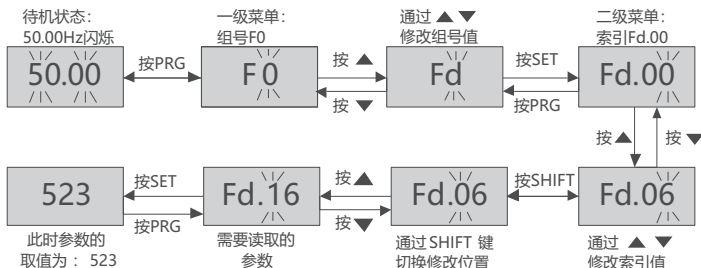 待机状态：
50.00Hz闪烁
一级菜单：
组号F0
通过 ▲ ▼
修改组号值
二级菜单：
索引Fd.00
50.00
按PRG
F0
按 ▲
按 ▼
Fd
按SET
按PRG
Fd.00
按 ▲
按 ▼
523
按SET
按PRG
Fd.16
按 ▲
按 ▼
Fd.06
按SHIFT
Fd.06
此时参数的
取值为：523
需要读取的
参数
通过 SHIFT 键
切换修改位置
通过 ▲ ▼
修改索引值